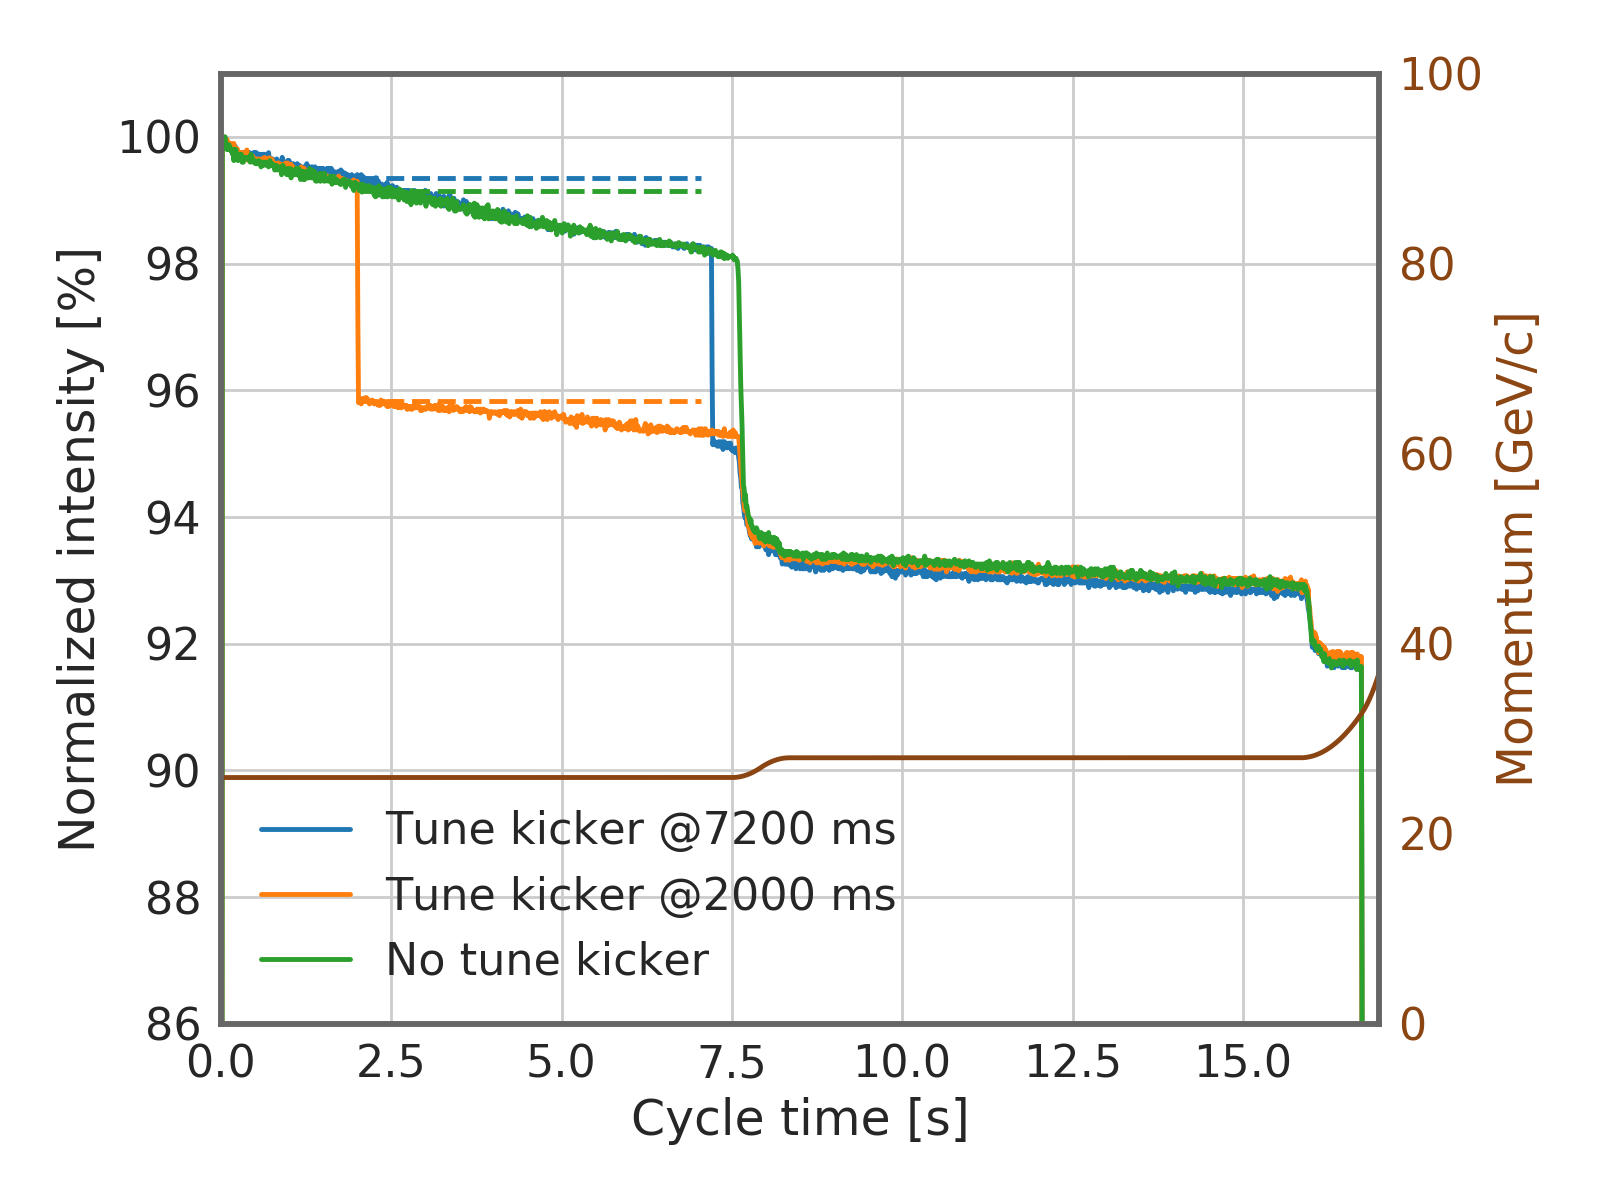 Normalized intensity [%]
100
98
96
94
92
90
88
86
0.0 2.5 5.0 7.5 10.0 12.5 15.0
Cycle time [s]
100
80
60
40
20
0
Momentum [GeV/c]
Tune kicker @7200 ms
Tune kicker @2000 ms
No tune kicker